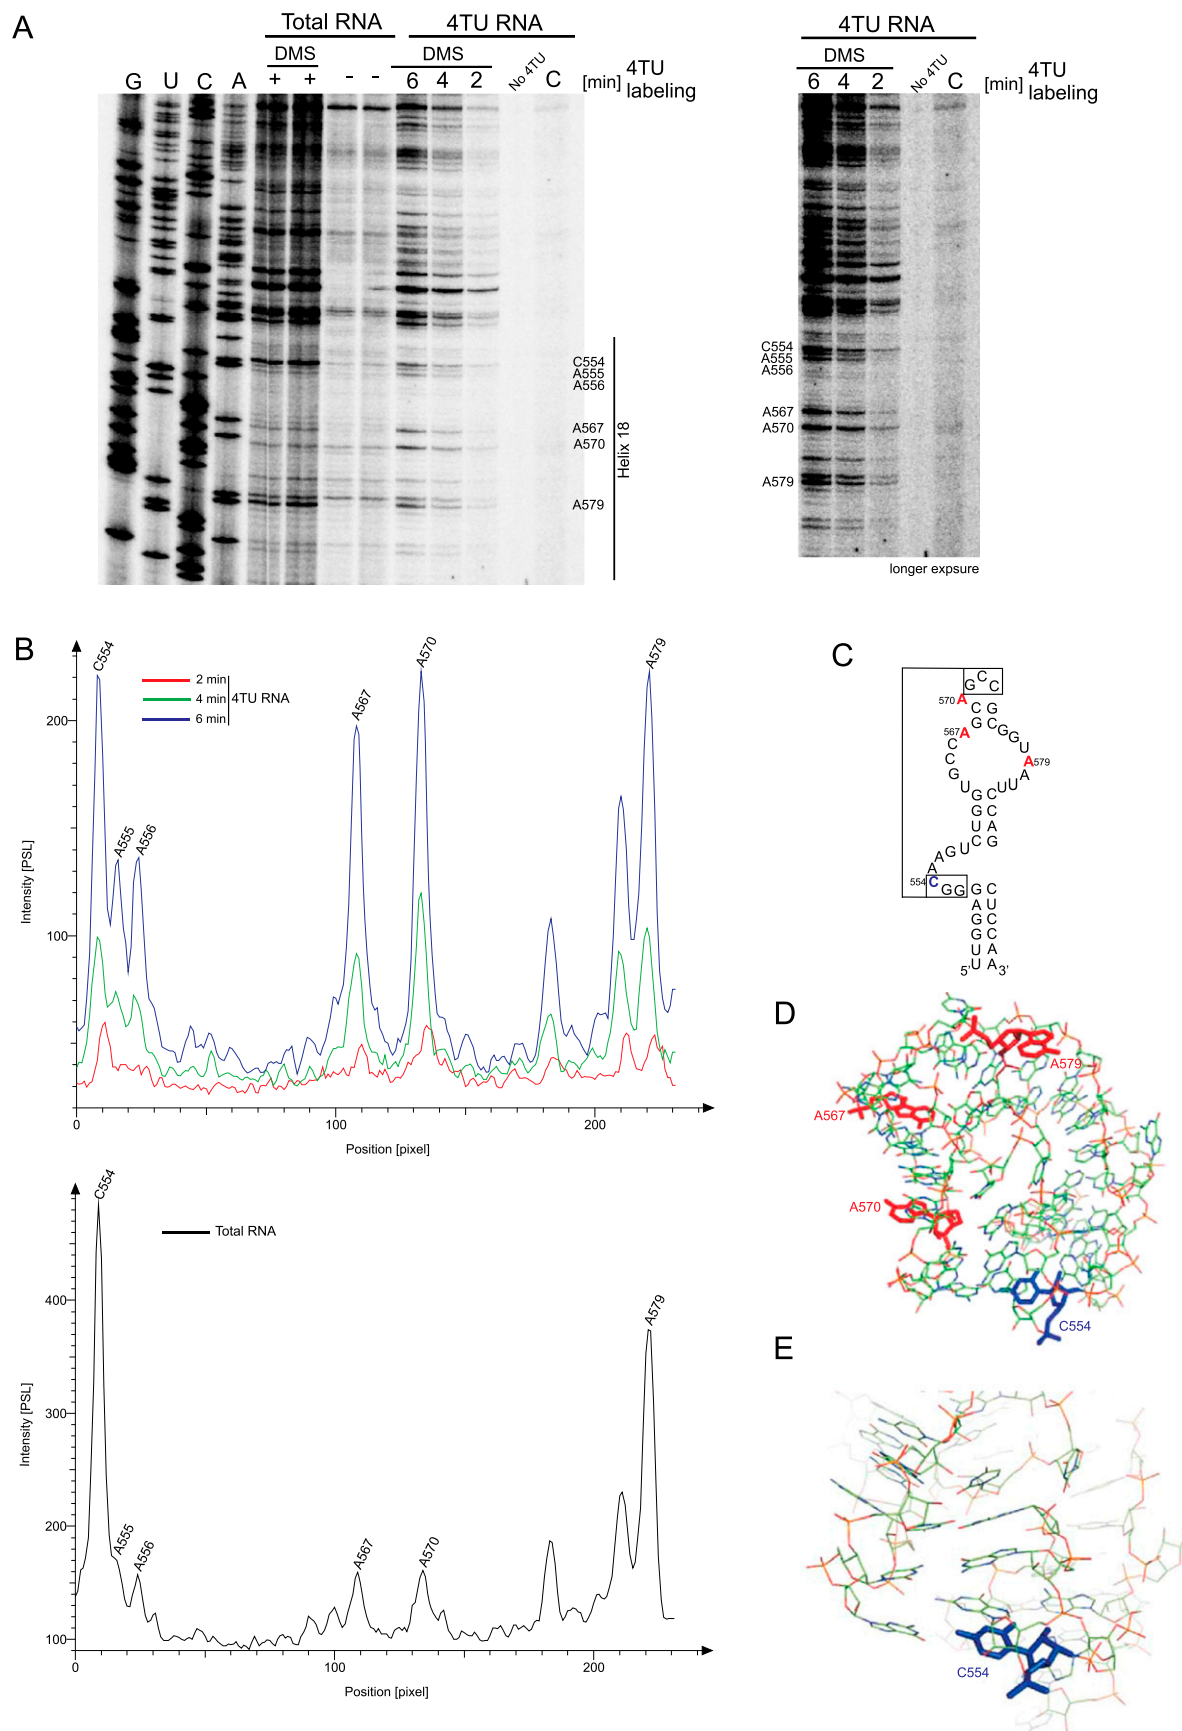 A
Total RNA
4TU RNA
DMS
DMS
G U C A + + - - 6 4 2 No 4TU C [min] 4TU labeling
C554
A555
A556
A567
A570
A579
Helix 18
4TU RNA
DMS
6 4 2 No 4TU C [min] 4TU labeling
C554
A555
A556
A567
A570
A579
longer expsure
B
C554
A555
A556
A567
A570
A579
2 min
4 min
6 min
4TU RNA
200
100
Intensity [PSL]
0 100 200
Position [pixel]
C554
A555
A556
A567
A570
A579
Total RNA
400
300
200
100
Intensity [PSL]
0 100 200
Position [pixel]
C
G C C
570 A
C G
G C
567 A
G G U
C
A 579
C
A
G
U
C U U
G C
G A
U G
A A G U C
554 C G G
G C
A U
G C
G C
U A
U A
5' 3'
D
A579
A567
A570
C554
E
C554